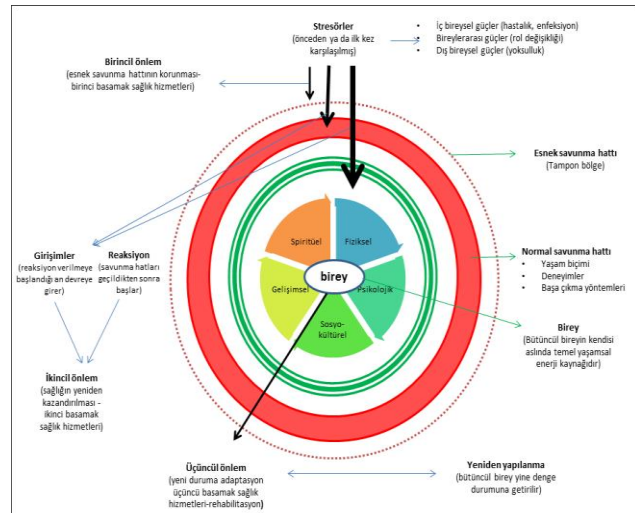 Stresörler
(önceden ya da ilk kez
karşılaşılmış)
• İç bireysel güçler (hastalık, enfeksiyon)
• Bireylerarası güçler (rol değişikliği)
• Dış bireysel güçler (yoksulluk)
Birincil önlem
(esnek savunma hattının korunması-
birinci basamak sağlık hizmetleri)
Esnek savunma hattı
(Tampon bölge)
Girişimler
(reaksiyon verilmeye
başlandığı an devreye
girer)
Reaksiyon
(savunma hatları
geçildikten sonra
başlar)
Spiritüel
Fiziksel
birey
Gelişimsel
Psikolojik
Sosyo-
kültürel
Normal savunma hattı
• Yaşam biçimi
• Deneyimler
• Başa çıkma yöntemleri
Birey
(Bütüncül bireyin kendisi
aslında temel yaşamsal
enerji kaynağıdır)
İkincil önlem
(sağlığın yeniden
kazandırılması -
ikinci basamak
sağlık hizmetleri)
Üçüncül önlem
(yeni duruma adaptasyon
üçüncü basamak sağlık
hizmetleri-rehabilitasyon)
Yeniden yapılanma
(bütüncül birey yine denge
durumuna getirilir)